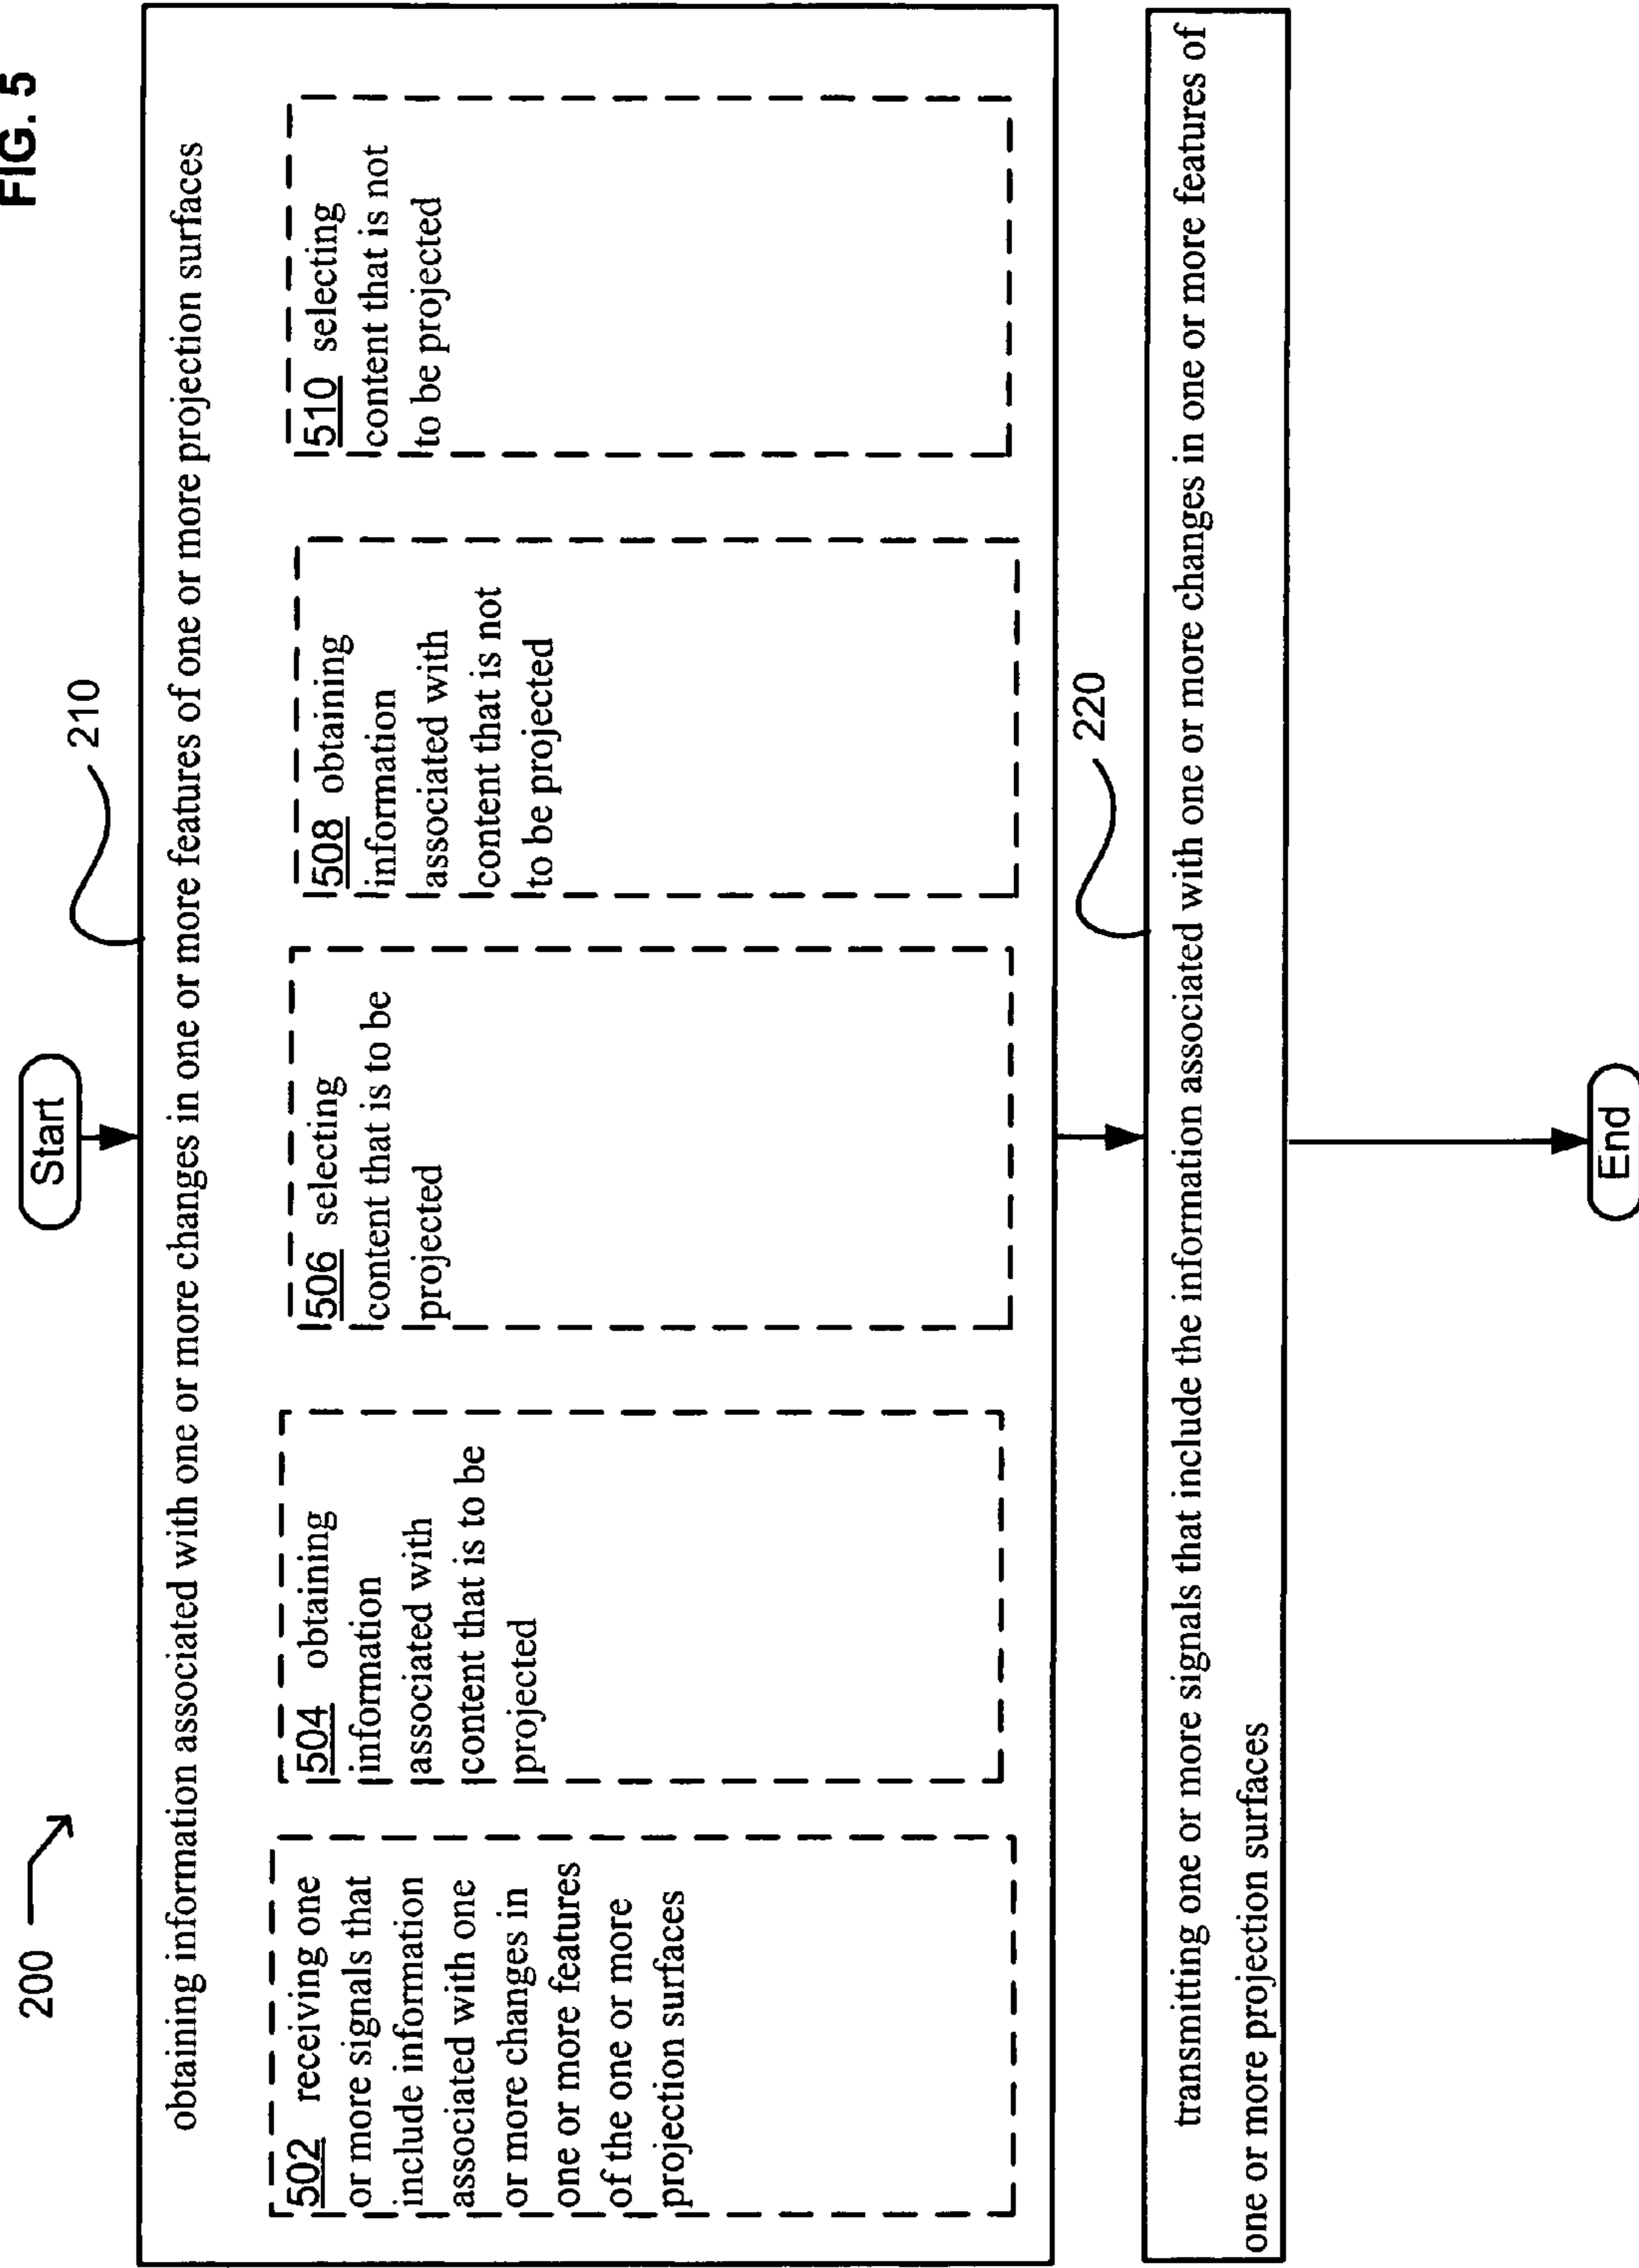 FIG. 5
200
Start
210
obtaining information associated with one or more changes in one or more features of one or more projection surfaces
502 receiving one
or more signals that
include information
associated with one
or more changes in
one or more features
of the one or more
projection surfaces
504 obtaining
information
associated with
content that is to be
projected
506 selecting
content that is to be
projected
508 obtaining
information
associated with
content that is not
to be projected
510 selecting
content that is not
to be projected
220
transmitting one or more signals that include the information associated with one or more changes in one or more features of
one or more projection surfaces
End